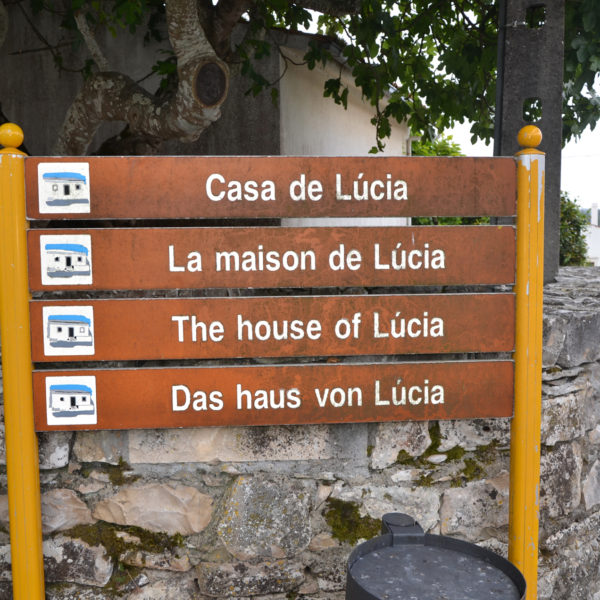 Casa de Lúcia
La maison de Lúcia
The house of Lúcia
Das haus von Lúcia